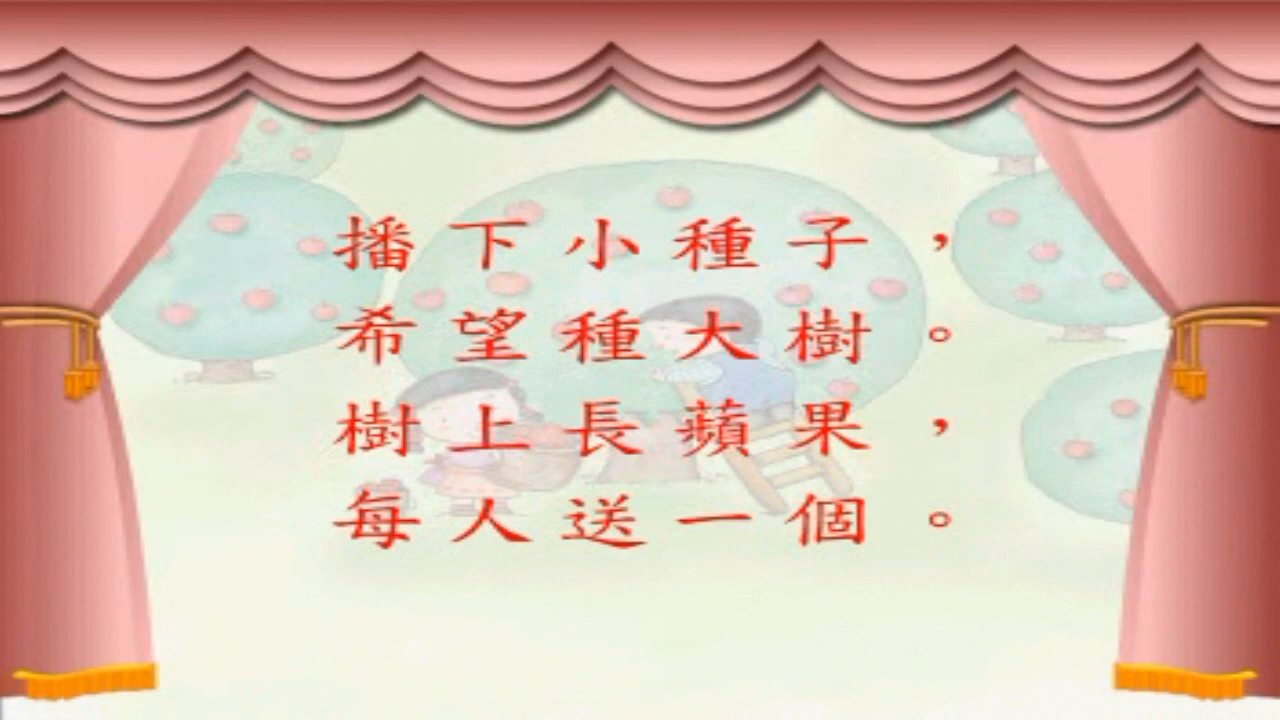 播下小種子，
希望種大樹。
樹上長蘋果，
每人送一個。